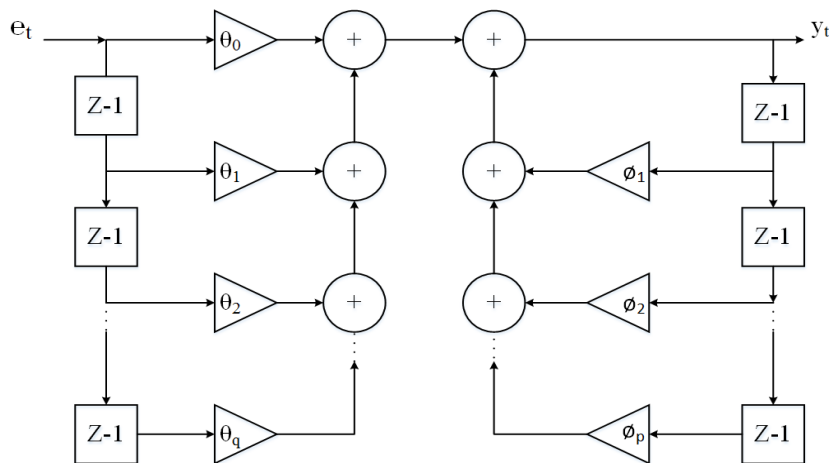 e_t θ_0 + + y_t
Z-1 Z-1
θ_1 + + ø_1
Z-1 Z-1
θ_2 + + ø_2
Z-1 θ_q ø_p Z-1